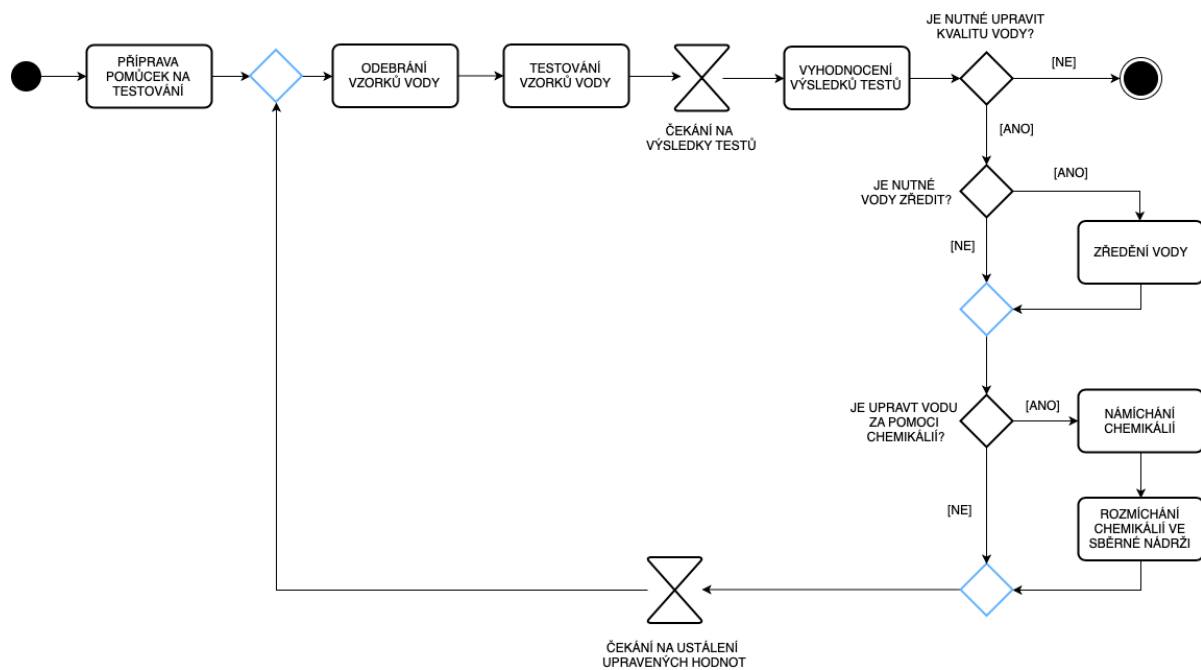 JE NUTNÉ UPRAVIT
KVALITU VODY?
PŘÍPRAVA
POMŮCEK NA
TESTOVÁNÍ
ODEBRÁNÍ
VZORKŮ VODY
TESTOVÁNÍ
VZORKŮ VODY
VYHODNOCENÍ
VÝSLEDKŮ TESTŮ
[NE]
ČEKÁNÍ NA
VÝSLEDKY TESTŮ
[ANO]
JE NUTNÉ
VODY ZŘEDIT?
[ANO]
[NE]
ZŘEDĚNÍ VODY
JE UPRAVT VODU
ZA POMOCI
CHEMIKÁLIÍ?
[ANO]
NÁMÍCHÁNÍ
CHEMIKÁLIÍ
[NE]
ROZMÍCHÁNÍ
CHEMIKÁLIÍ VE
SBĚRNÉ NÁDRŽI
ČEKÁNÍ NA USTÁLENÍ
UPRAVENÝCH HODNOT